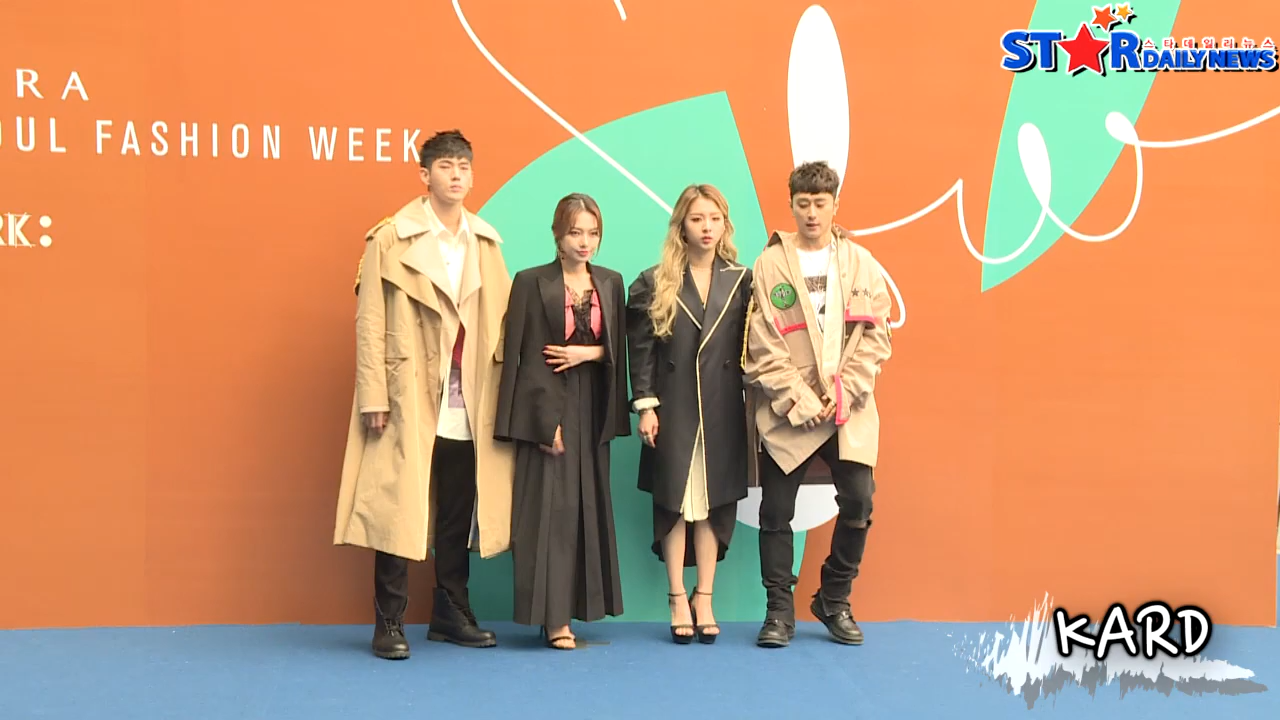 RA
OUL FASHION WEEK
RK:
STAR
스타데일리뉴스
DAILY NEWS
KARD